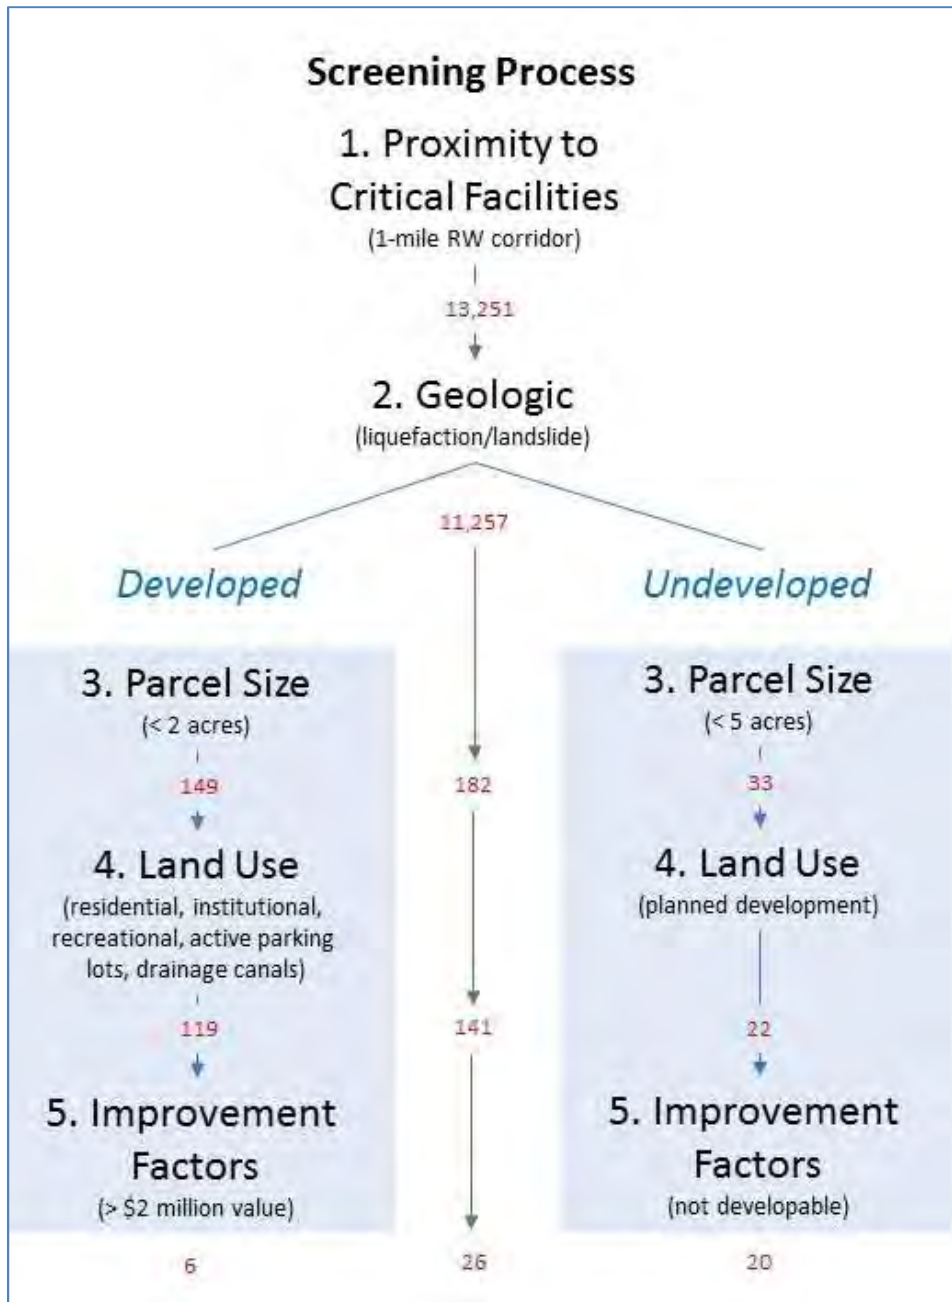 Screening Process
1. Proximity to
Critical Facilities
(1-mile RW corridor)
13,251
2. Geologic
(liquefaction/landslide)
11,257
Developed
Undeveloped
3. Parcel Size
(< 2 acres)
149
4. Land Use
(residential, institutional,
recreational, active parking
lots, drainage canals)
119
5. Improvement
Factors
(> $2 million value)
6
182
141
26
3. Parcel Size
(< 5 acres)
33
4. Land Use
(planned development)
22
5. Improvement
Factors
(not developable)
20